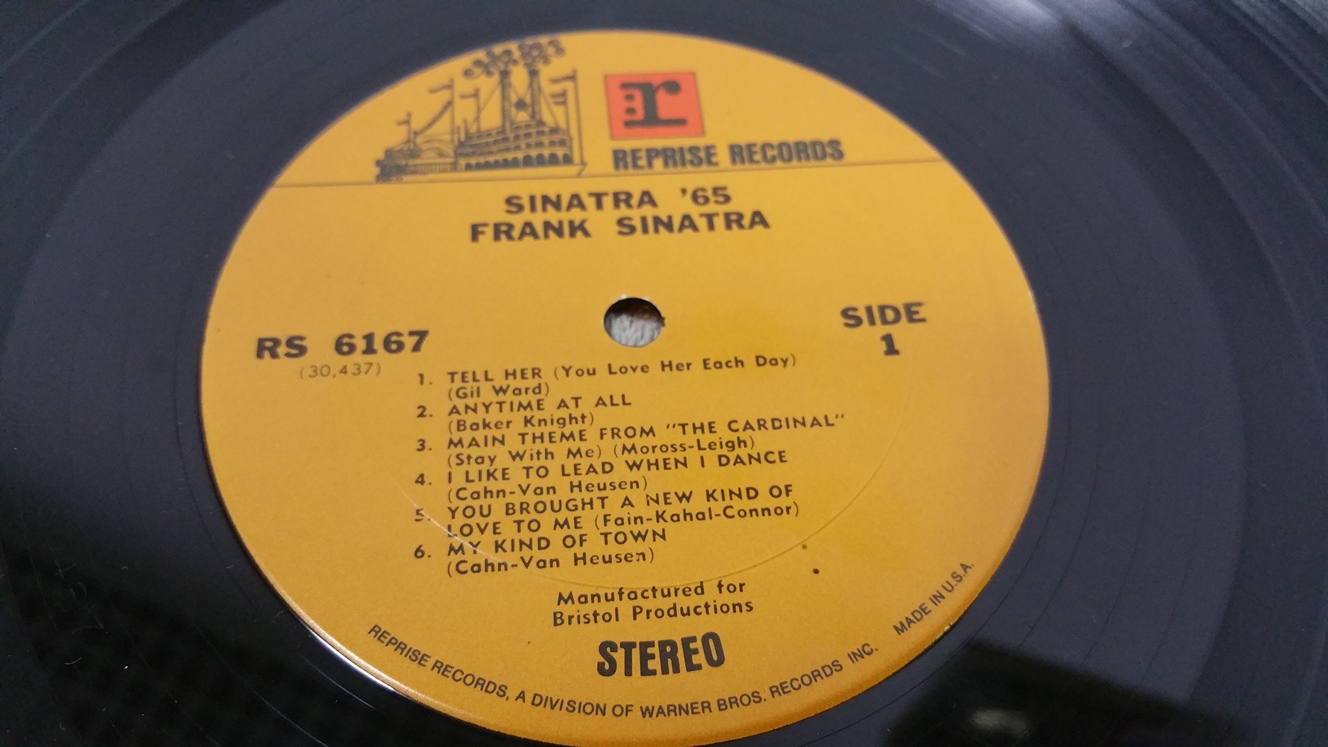 r
REPRISE RECORDS
SINATRA '65
FRANK SINATRA
RS 6167
(30,437)
SIDE
1
1. TELL HER (You Love Her Each Day)
(Gil Ward)
2. ANYTIME AT ALL
(Baker Knight)
3. MAIN THEME FROM "THE CARDINAL"
(Stay With Me) (Moross-Leigh)
4. I LIKE TO LEAD WHEN I DANCE
(Cahn-Van Heusen)
5. YOU BROUGHT A NEW KIND OF
LOVE TO ME (Fain-Kahal-Connor)
6. MY KIND OF TOWN
(Cahn-Van Heusen)
Manufactured for
Bristol Productions
STEREO
REPRISE RECORDS, A DIVISION OF WARNER BROS. RECORDS INC. MADE IN U.S.A.